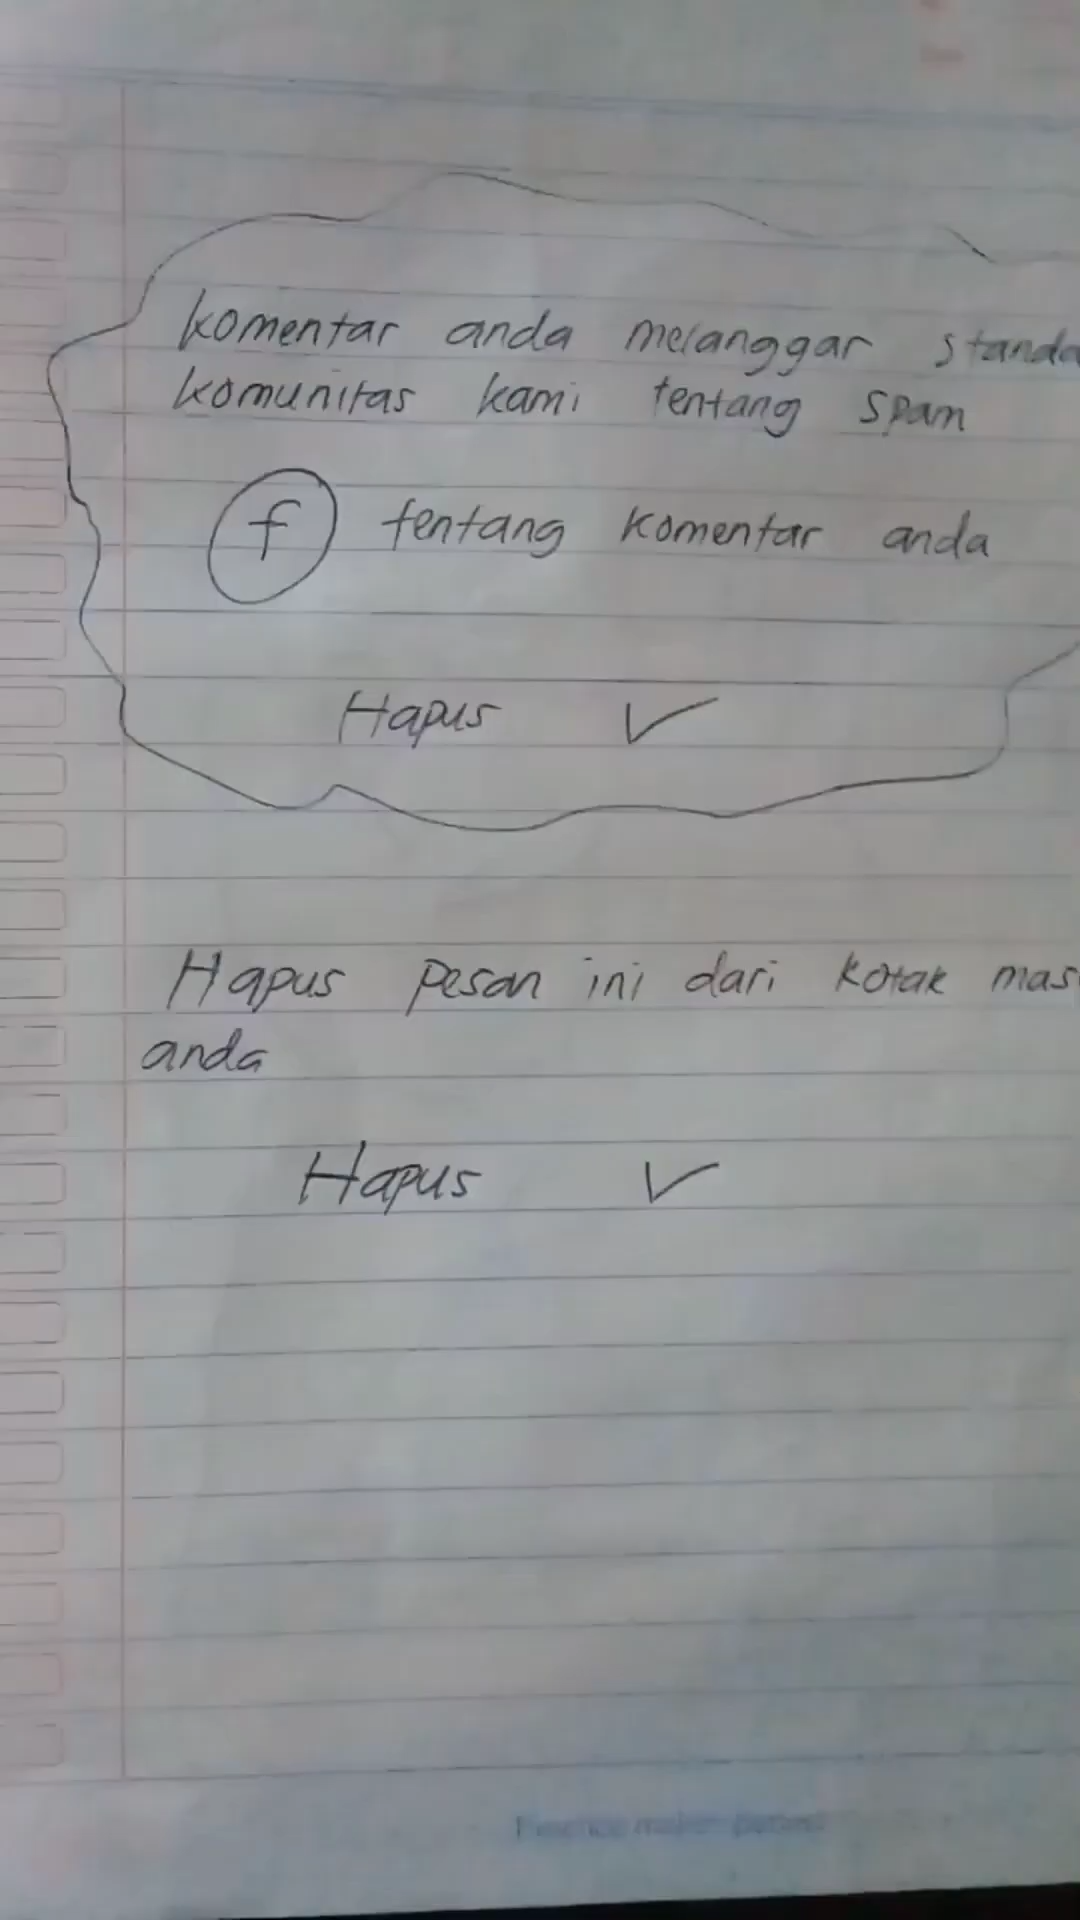 komentar anda melanggar standa
komunitas kami tentang spam
f tentang komentar anda
Hapus ✓
Hapus pesan ini dari kotak mas
anda
Hapus ✓